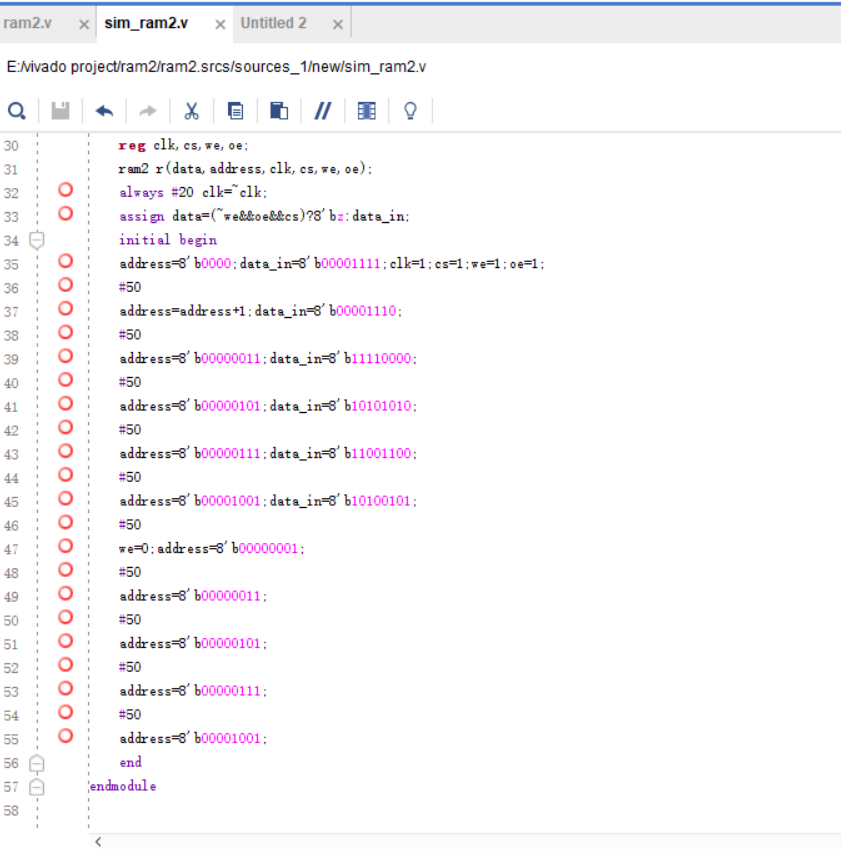 ram2.v × sim_ram2.v × Untitled 2 ×
E:/vivado project/ram2/ram2.srcs/sources_1/new/sim_ram2.v
30 reg clk,cs,we,oe;
31 ram2 r(data,address,clk,cs,we,oe);
32 always #20 clk=~clk;
33 assign data=(~we&&oe&&cs)?8'bz:data_in;
34 initial begin
35 address=8'b0000;data_in=8'b00001111;clk=1;cs=1;we=1;oe=1;
36 #50
37 address=address+1;data_in=8'b00001110;
38 #50
39 address=8'b00000011;data_in=8'b11110000;
40 #50
41 address=8'b00000101;data_in=8'b10101010;
42 #50
43 address=8'b00000111;data_in=8'b11001100;
44 #50
45 address=8'b00001001;data_in=8'b10100101;
46 #50
47 we=0;address=8'b00000001;
48 #50
49 address=8'b00000011;
50 #50
51 address=8'b00000101;
52 #50
53 address=8'b00000111;
54 #50
55 address=8'b00001001;
56 end
57 endmodule
58